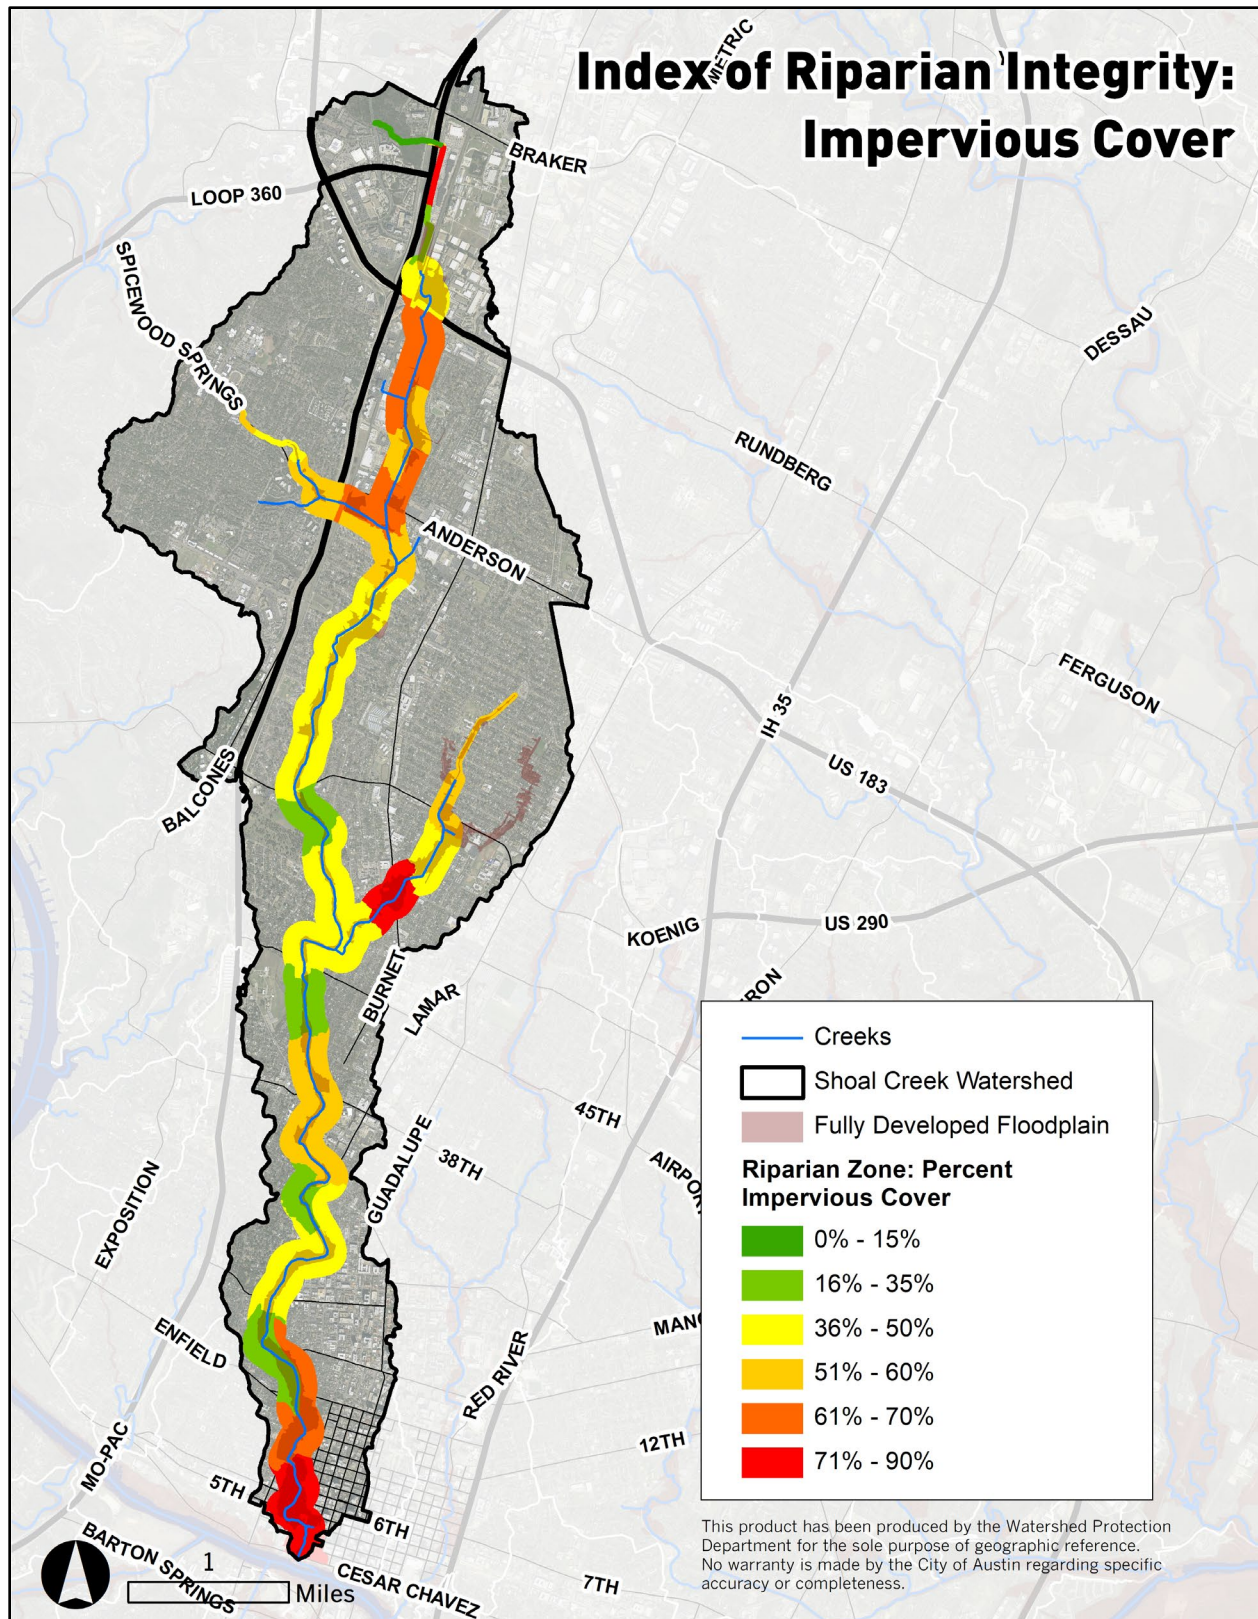 Index of Riparian Integrity:
Impervious Cover
METRIC
BRAKER
LOOP 360
SPICEWOOD SPRINGS
DESSAU
RUNDBERG
ANDERSON
FERGUSON
IH 35
US 183
BALCONES
KOENIG
US 290
BURNET
LAMAR
RON
45TH
38TH
GUADALUPE
AIRPOR
EXPOSITION
ENFIELD
MAN
RED RIVER
12TH
MO-PAC
5TH
6TH
BARTON SPRINGS
CESAR CHAVEZ
7TH
Creeks
Shoal Creek Watershed
Fully Developed Floodplain
Riparian Zone: Percent
Impervious Cover
0% - 15%
16% - 35%
36% - 50%
51% - 60%
61% - 70%
71% - 90%
1
Miles
This product has been produced by the Watershed Protection
Department for the sole purpose of geographic reference.
No warranty is made by the City of Austin regarding specific
accuracy or completeness.